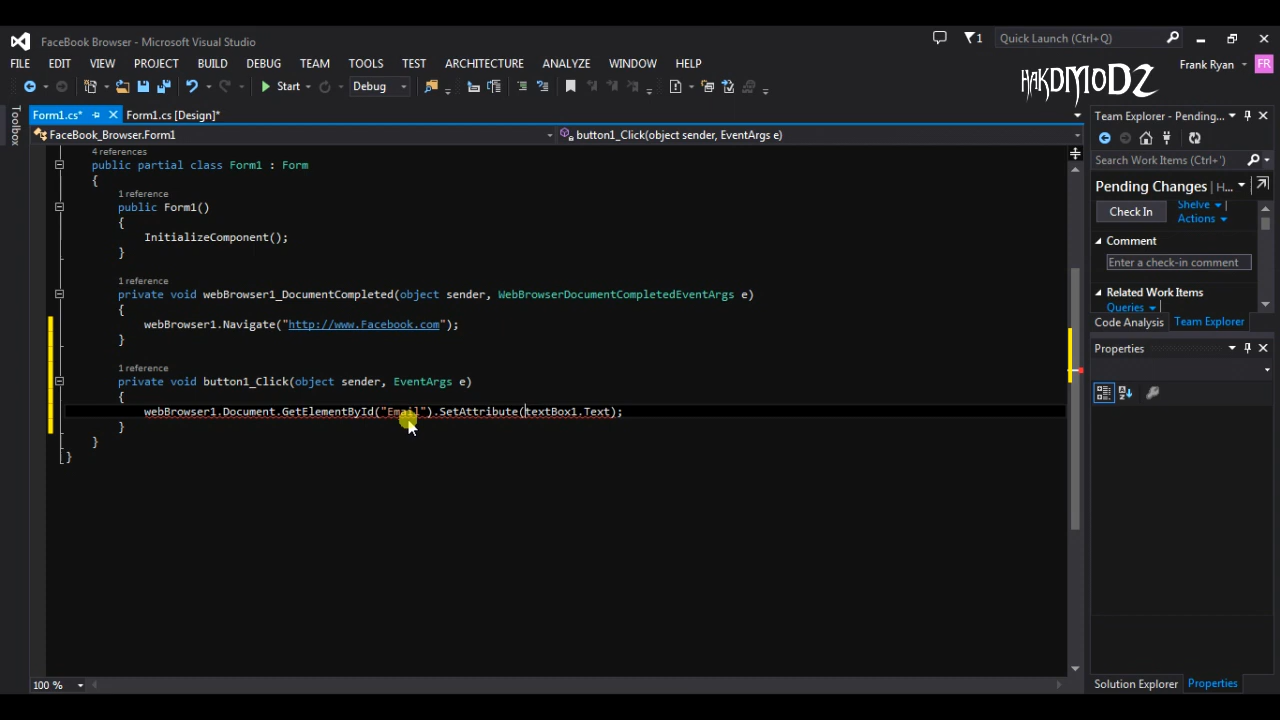 FaceBook Browser - Microsoft Visual Studio
1
Quick Launch (Ctrl+Q)
FILE EDIT VIEW PROJECT BUILD DEBUG TEAM TOOLS TEST ARCHITECTURE ANALYZE WINDOW HELP
Frank Ryan FR
Start Debug
HAKDMODZ
Toolbox
Form1.cs* Form1.cs [Design]*
Team Explorer - Pending...
FaceBook_Browser.Form1 button1_Click(object sender, EventArgs e)
4 references
public partial class Form1 : Form
{
1 reference
public Form1()
{
InitializeComponent();
}
1 reference
private void webBrowser1_DocumentCompleted(object sender, WebBrowserDocumentCompletedEventArgs e)
{
webBrowser1.Navigate("http://www.Facebook.com");
}
1 reference
private void button1_Click(object sender, EventArgs e)
{
webBrowser1.Document.GetElementById("Email").SetAttribute(textBox1.Text);
}
}
}
100 %
Search Work Items (Ctrl+')
Pending Changes | H...
Check In
Shelve
Actions
Comment
Enter a check-in comment
Related Work Items
Queries
Code Analysis Team Explorer
Properties
Solution Explorer Properties